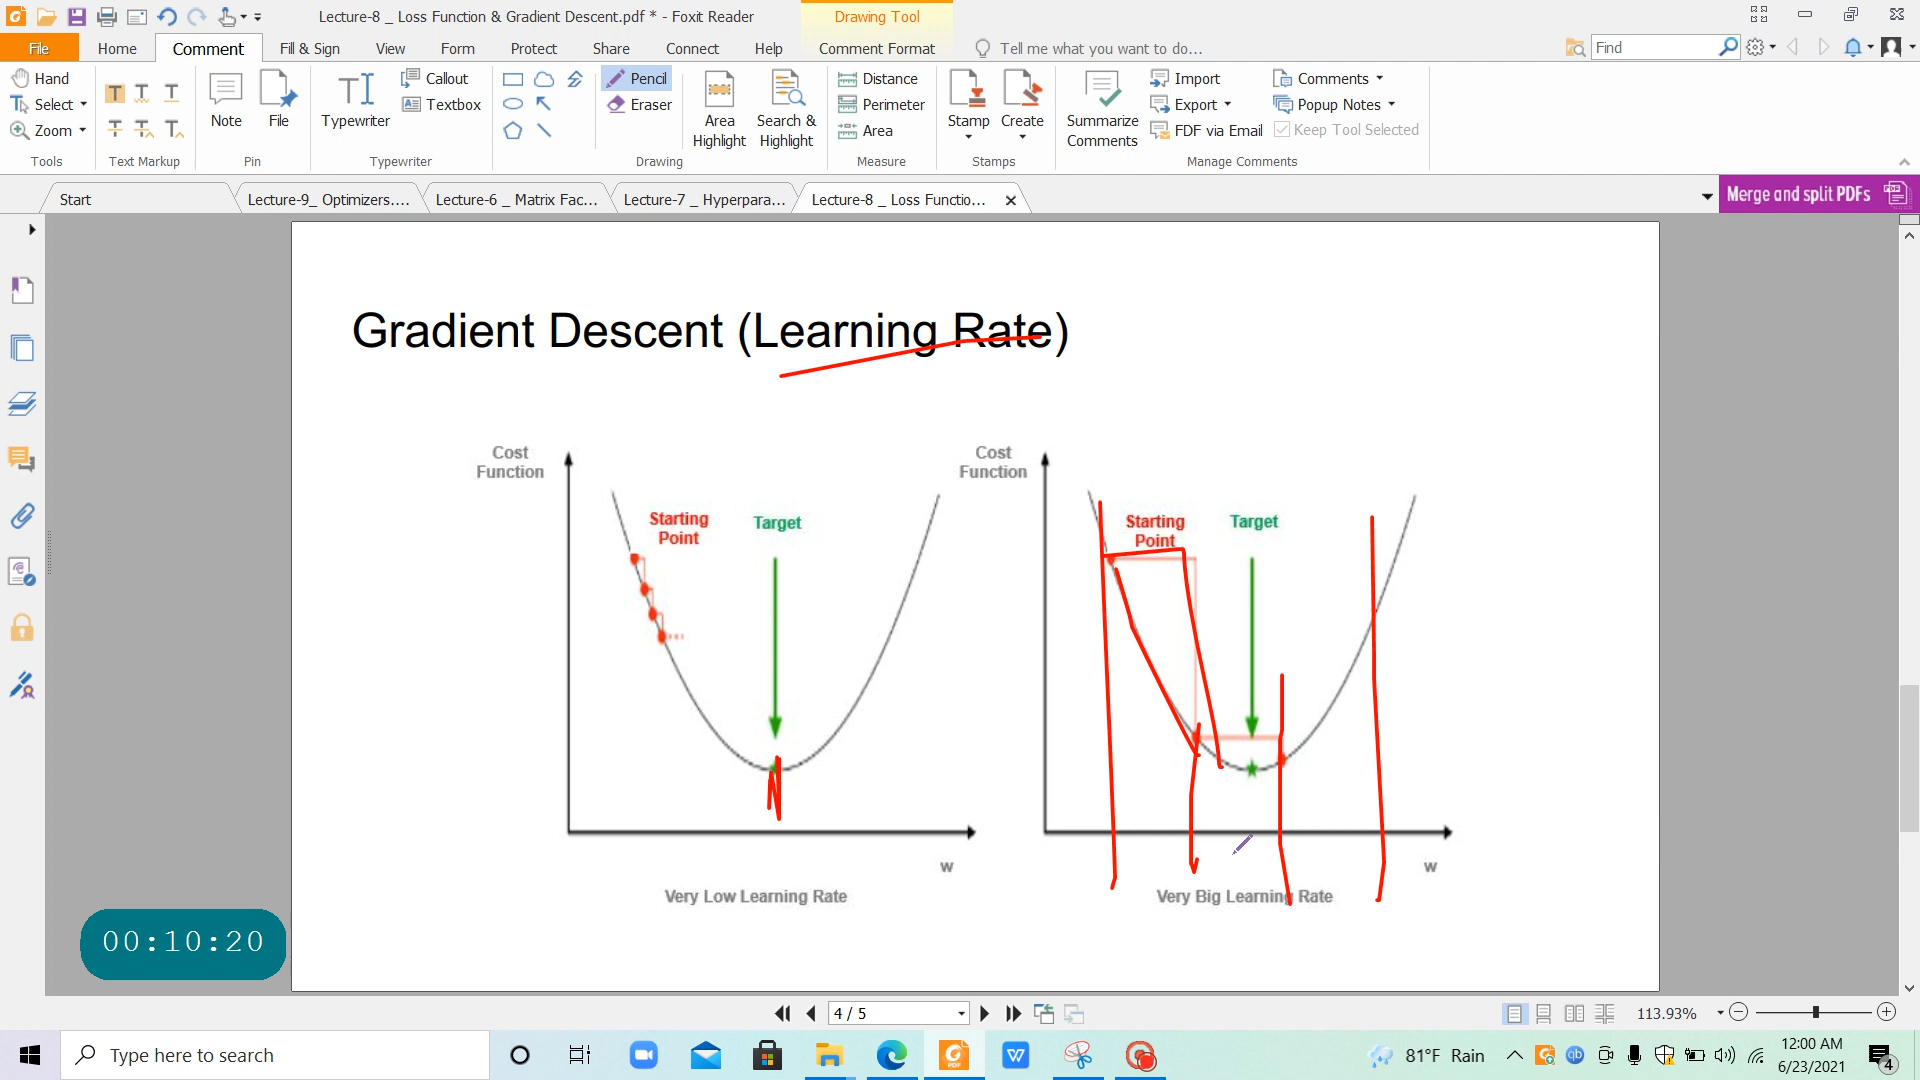 Lecture-8 _ Loss Function & Gradient Descent.pdf * - Foxit Reader
Drawing Tool
File
Home
Comment
Fill & Sign
View
Form
Protect
Share
Connect
Help
Comment Format
Tell me what you want to do...
Find
Hand
Select
Zoom
Tools
Text Markup
Note
File
Pin
Typewriter
Callout
Textbox
Typewriter
Pencil
Eraser
Area
Highlight
Search &
Highlight
Drawing
Distance
Perimeter
Area
Measure
Stamp
Create
Stamps
Summarize
Comments
Import
Export
FDF via Email
Comments
Popup Notes
Keep Tool Selected
Manage Comments
Start
Lecture-9_ Optimizers....
Lecture-6 _ Matrix Fac...
Lecture-7 _ Hyperpara...
Lecture-8 _ Loss Functio...
Merge and split PDFs
Gradient Descent (Learning Rate)
Cost
Function
Starting
Point
Target
w
Very Low Learning Rate
Cost
Function
Starting
Point
Target
w
Very Big Learning Rate
00:10:20
4 / 5
113.93%
Type here to search
81°F Rain
12:00 AM
6/23/2021
4